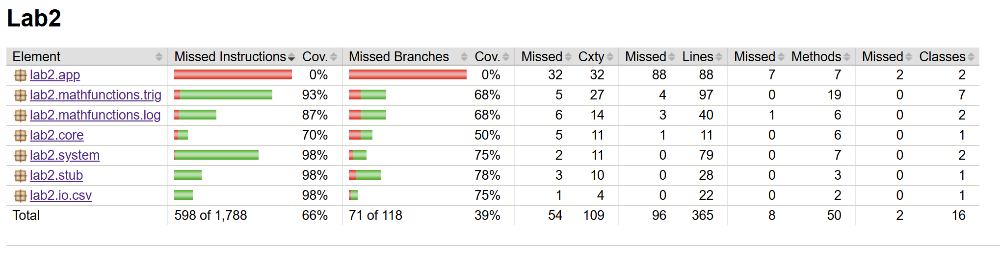 Lab2
Element Missed Instructions Cov. Missed Branches Cov. Missed Cxty Missed Lines Missed Methods Missed Classes
lab2.app 0% 0% 32 32 88 88 7 7 2 2
lab2.mathfunctions.trig 93% 68% 5 27 4 97 0 19 0 7
lab2.mathfunctions.log 87% 68% 6 14 3 40 1 6 0 2
lab2.core 70% 50% 5 11 1 11 0 6 0 1
lab2.system 98% 75% 2 11 0 79 0 7 0 2
lab2.stub 98% 78% 3 10 0 28 0 3 0 1
lab2.io.csv 98% 75% 1 4 0 22 0 2 0 1
Total 598 of 1,788 66% 71 of 118 39% 54 109 96 365 8 50 2 16